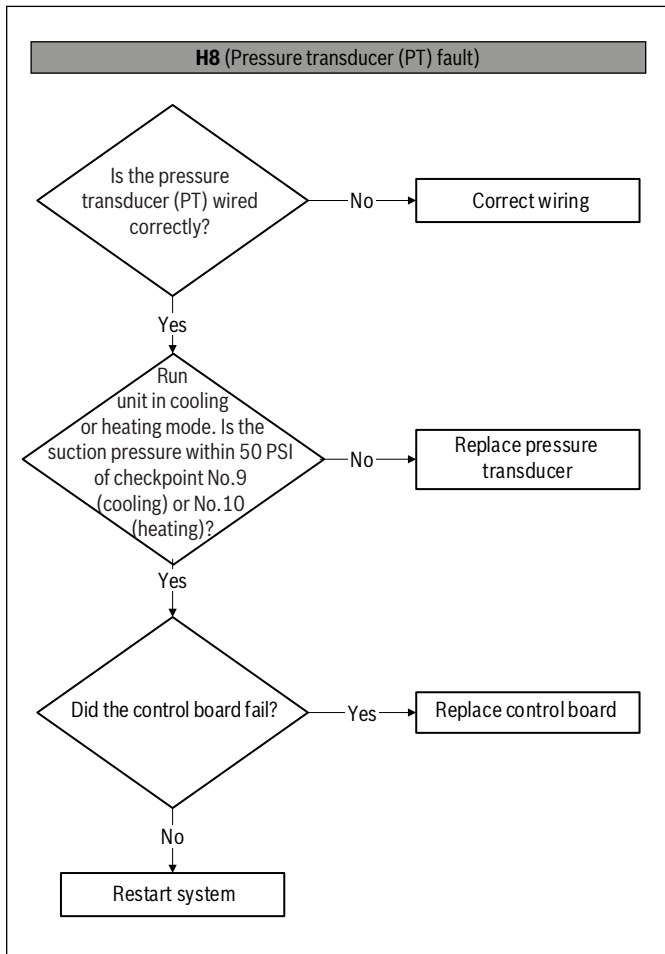 H8 (Pressure transducer (PT) fault)
Is the pressure
transducer (PT) wired
correctly?
No
Correct wiring
Yes
Run
unit in cooling
or heating mode. Is the
suction pressure within 50 PSI
of checkpoint No.9
(cooling) or No.10
(heating)?
No
Replace pressure
transducer
Yes
Did the control board fail?
Yes
Replace control board
No
Restart system